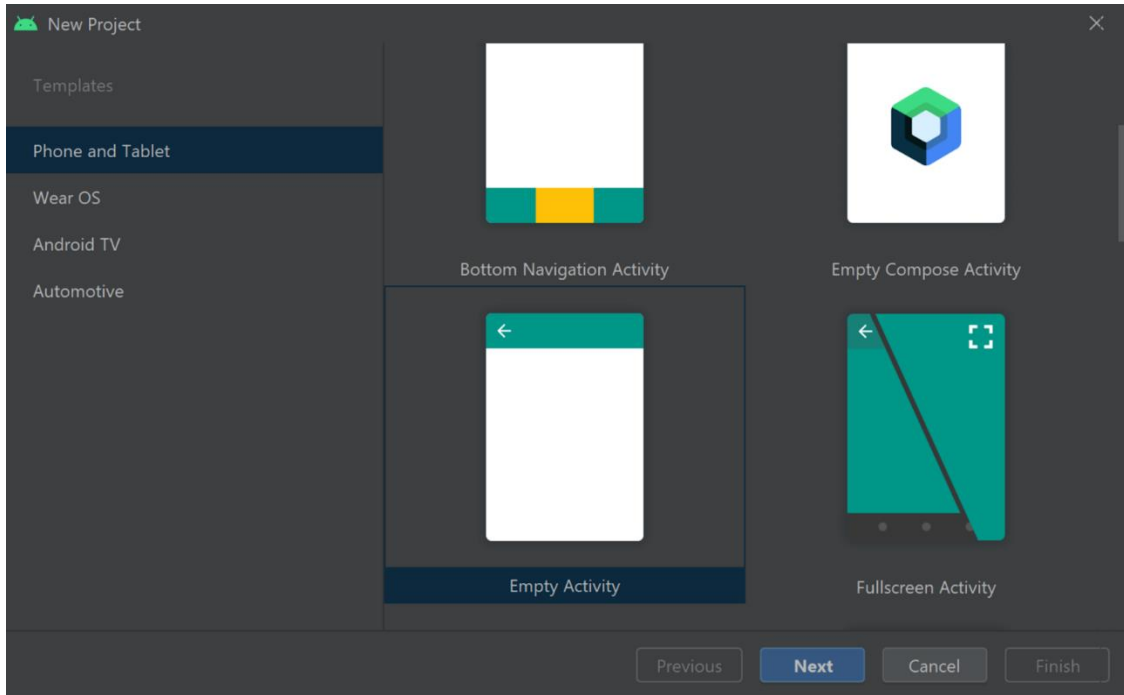 New Project
Templates
Phone and Tablet
Wear OS
Android TV
Automotive
Bottom Navigation Activity
Empty Compose Activity
Empty Activity
Fullscreen Activity
Previous
Next
Cancel
Finish